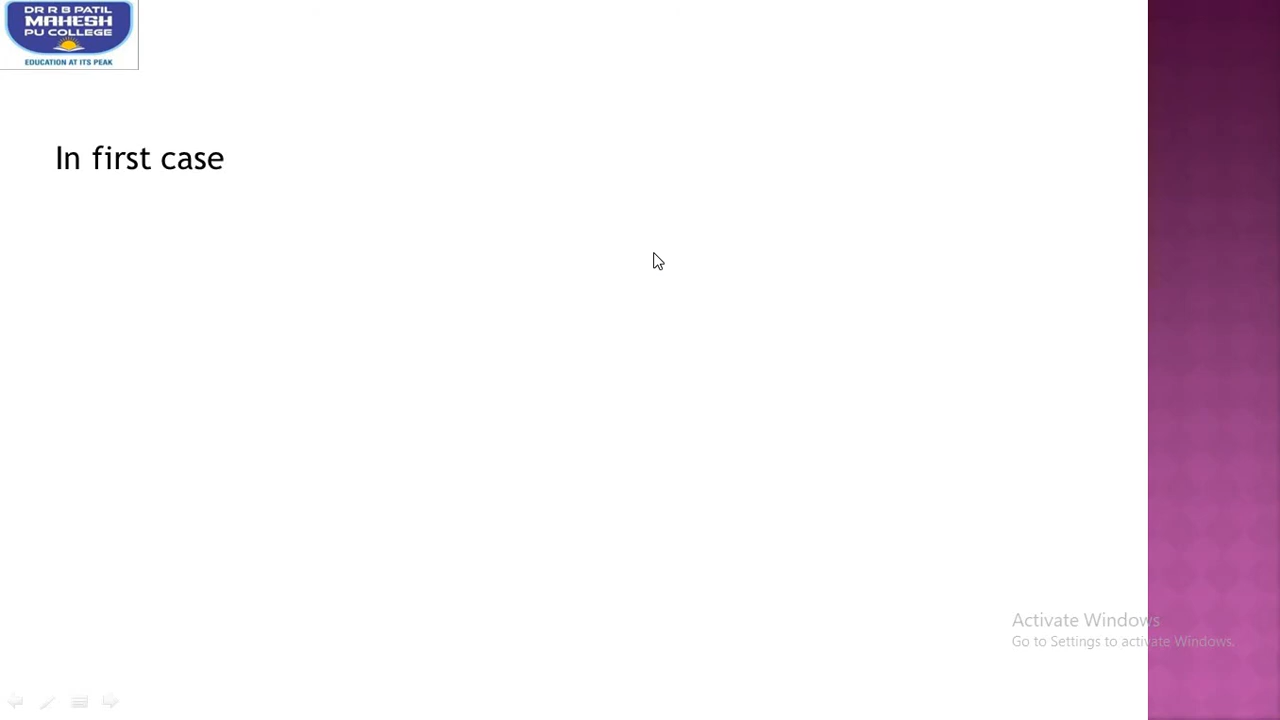 DR R B PATIL
MAHESH
PU COLLEGE
EDUCATION AT ITS PEAK
In first case
Activate Windows
Go to Settings to activate Windows.